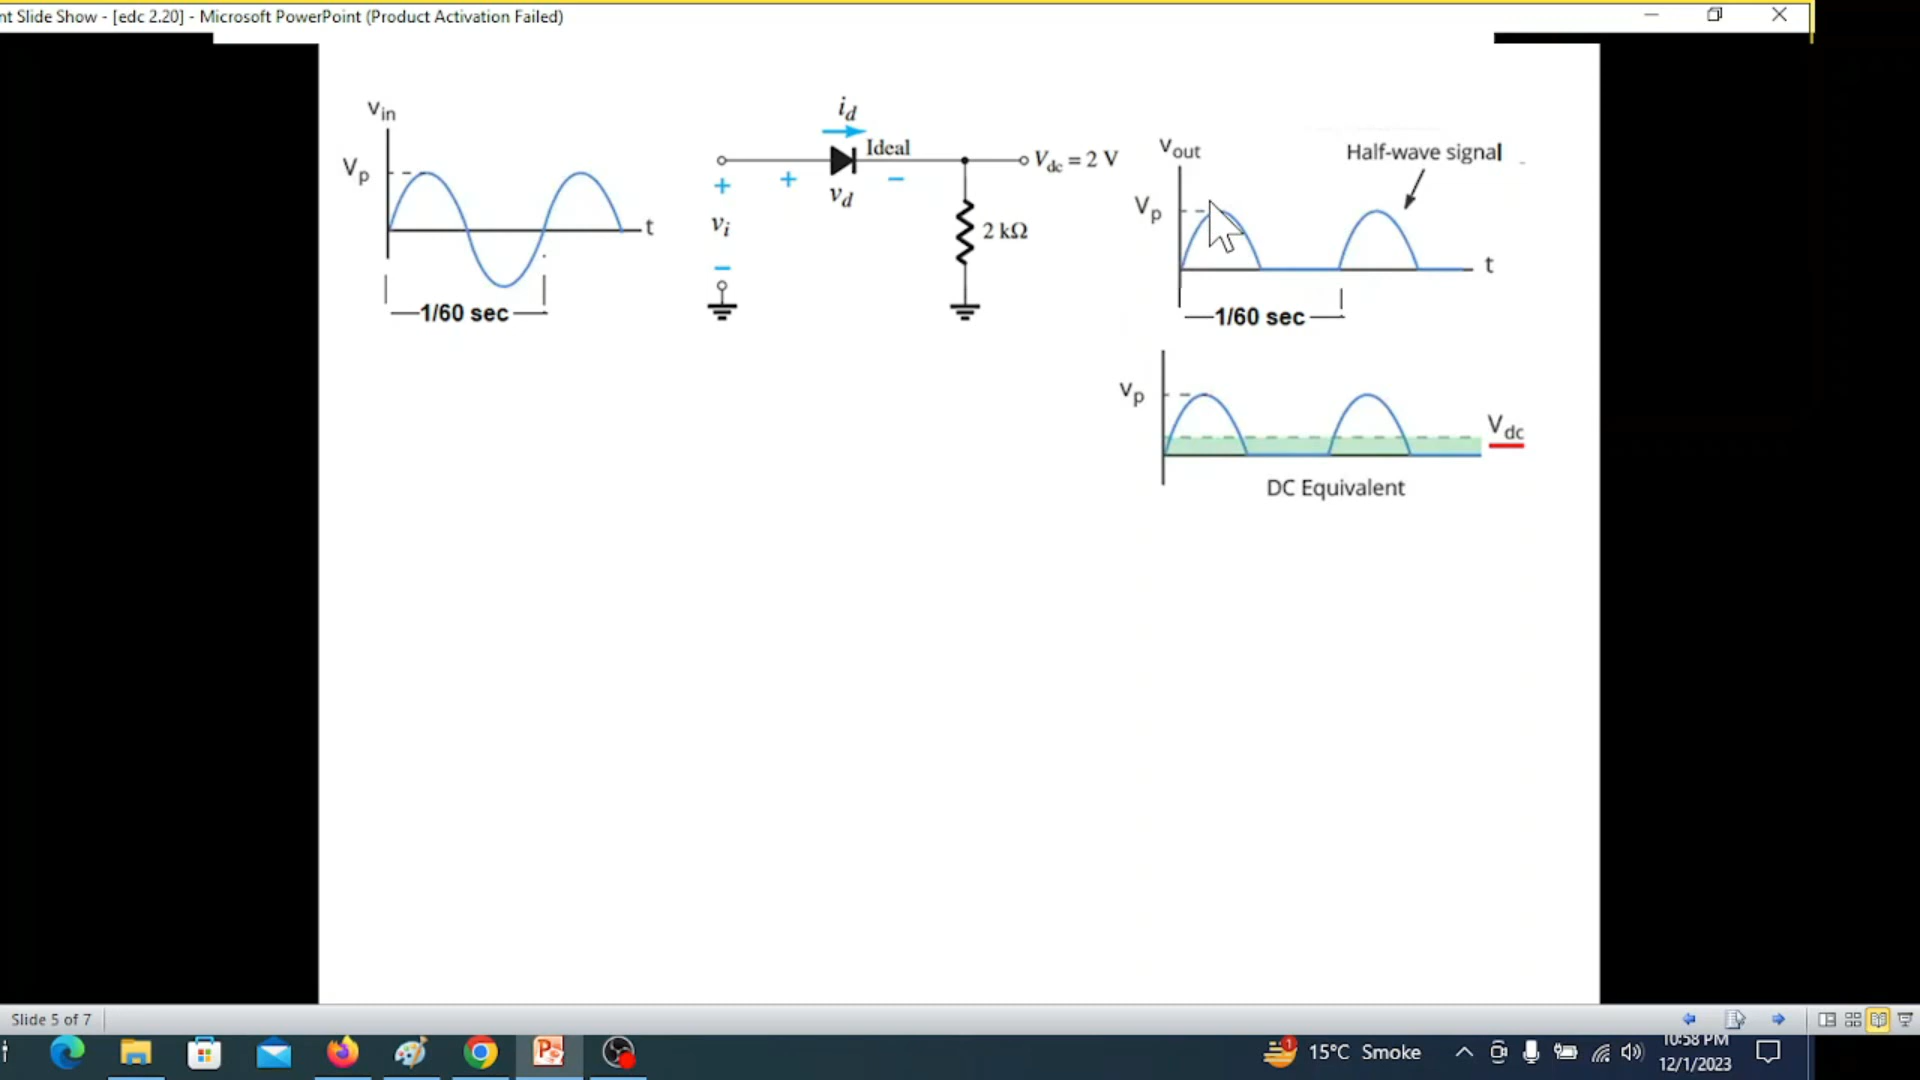 nt Slide Show - [edc 2.20] - Microsoft PowerPoint (Product Activation Failed)
Vin
Vp
t
1/60 sec
id
Ideal
+
+
−
vd
vi
−
Vdc = 2 V
2 kΩ
Vout
Half-wave signal
Vp
t
1/60 sec
Vp
Vdc
DC Equivalent
Slide 5 of 7
1
15°C Smoke
10:58 PM
12/1/2023